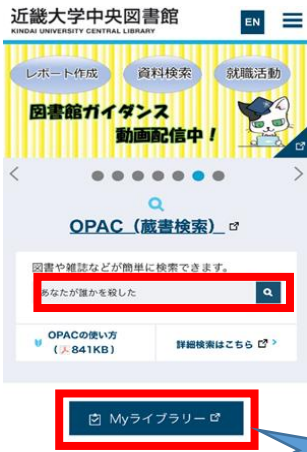 近畿大学中央図書館
KINDAI UNIVERSITY CENTRAL LIBRARY
EN
レポート作成
資料検索
就職活動
図書館ガイダンス
動画配信中！
OPAC（蔵書検索）
図書や雑誌などが簡単に検索できます。
あなたが誰かを殺した
OPACの使い方
（841KB）
詳細検索はこちら
Myライブラリー